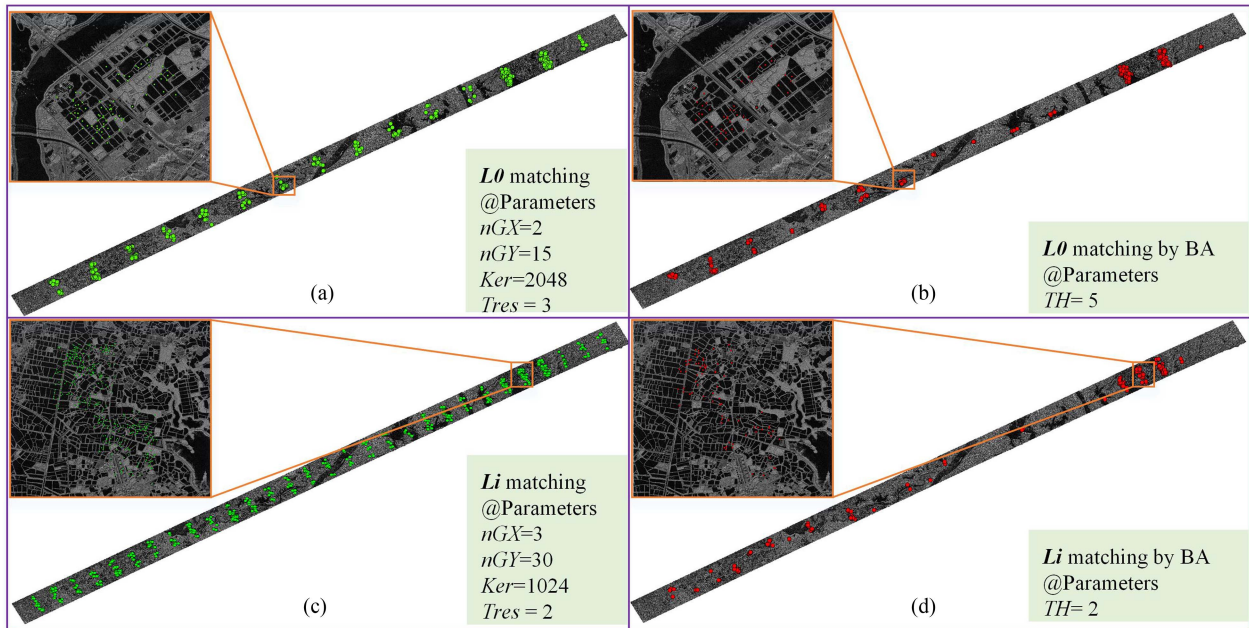 L0 matching
@Parameters
nGX=2
nGY=15
Ker=2048
Tres = 3
(a)
L0 matching by BA
@Parameters
TH= 5
(b)
Li matching
@Parameters
nGX=3
nGY=30
Ker=1024
Tres = 2
(c)
Li matching by BA
@Parameters
TH= 2
(d)